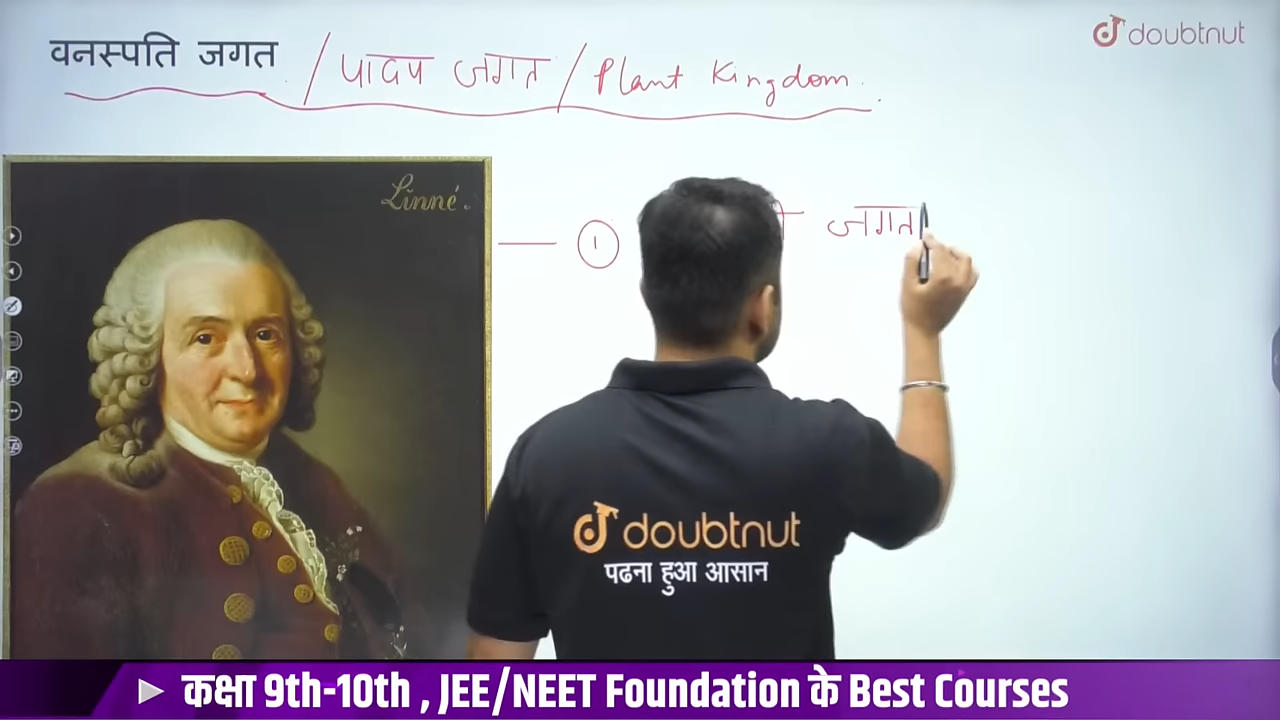 वनस्पति जगत / पादप जगत / Plant Kingdom.
doubtnut
Linné.
① जगत
doubtnut
पढना हुआ आसान
कक्षा 9th-10th , JEE/NEET Foundation के Best Courses